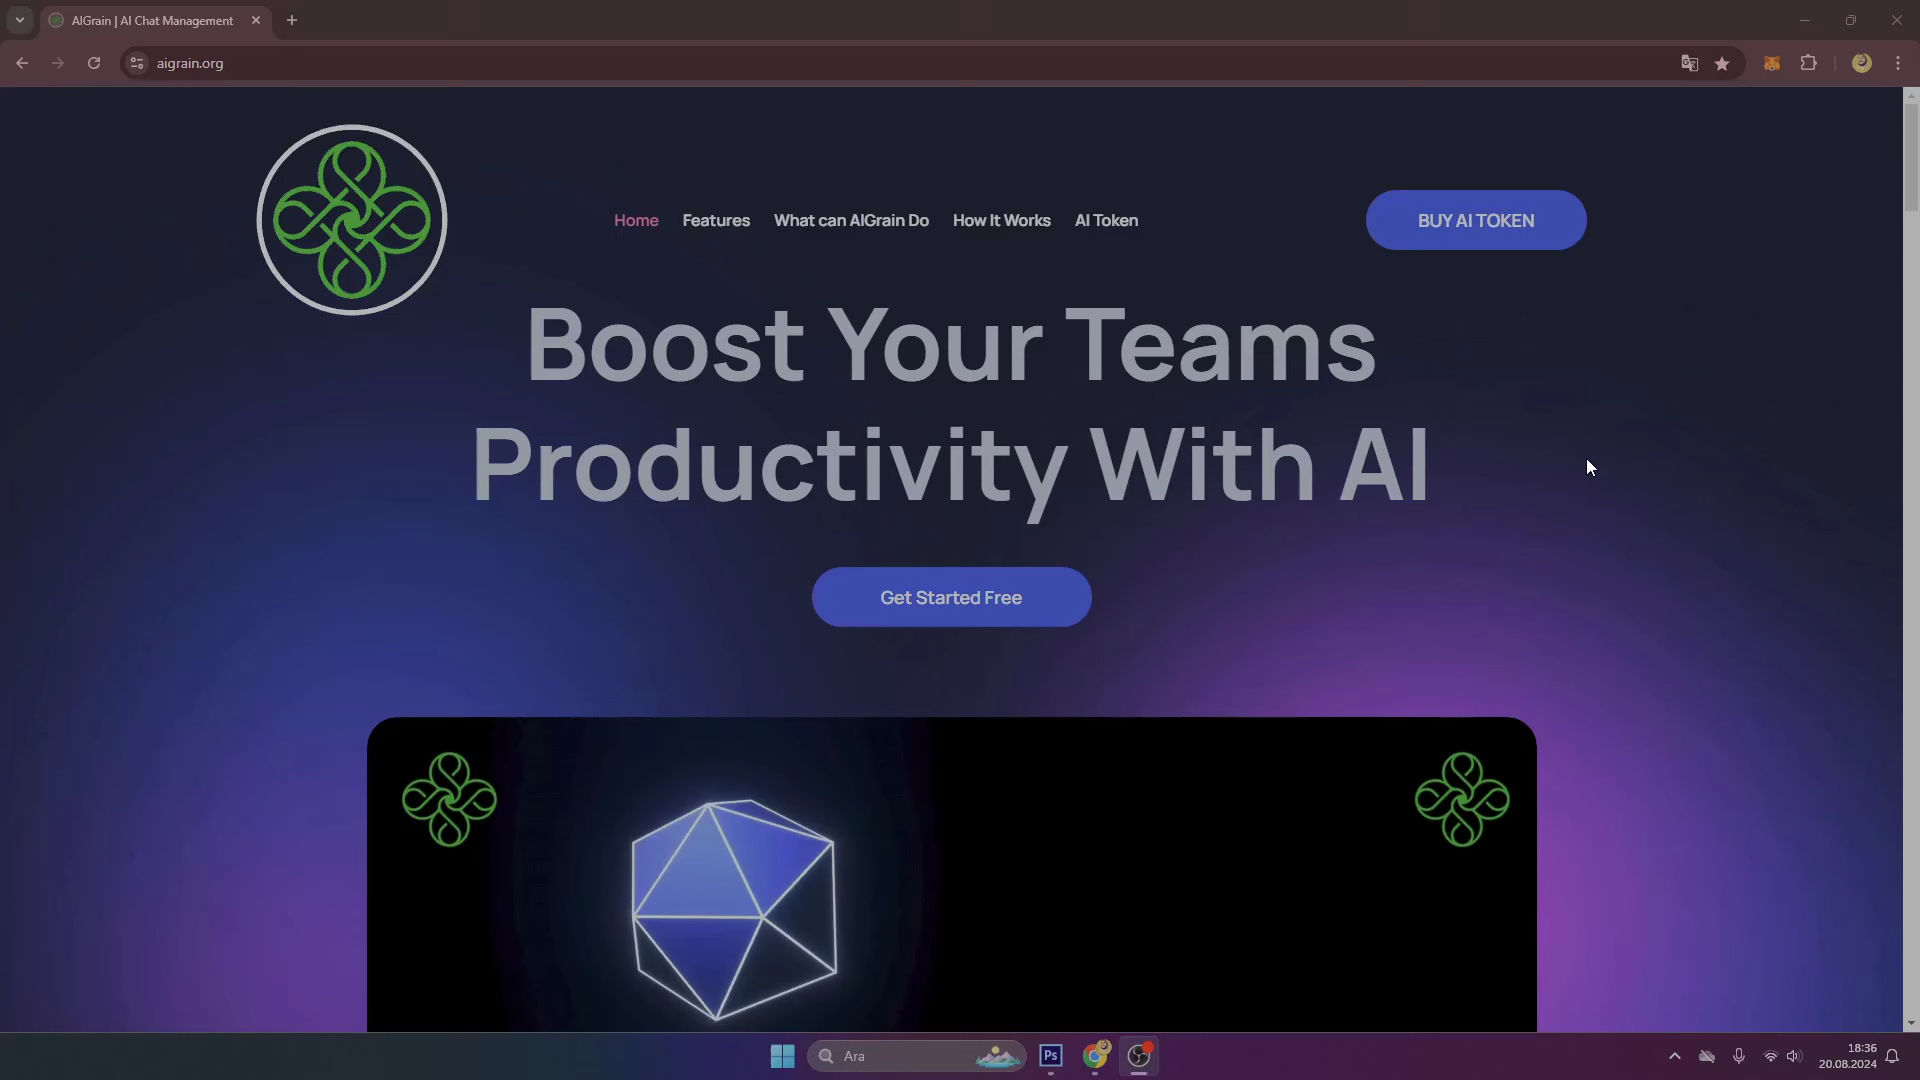 AIGrain | AI Chat Management
aigrain.org
Home
Features
What can AIGrain Do
How It Works
AI Token
BUY AI TOKEN
Boost Your Teams
Productivity With AI
Get Started Free
Ara
Ps
18:36
20.08.2024